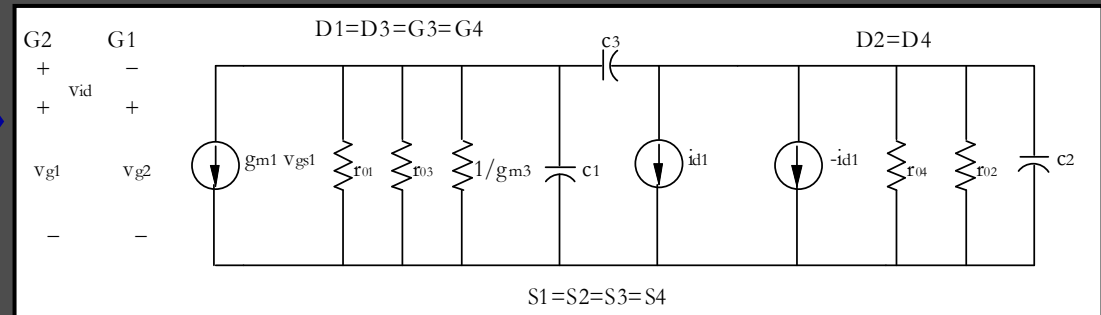 D1=D3=G3=G4
G2 G1
c3
D2=D4
+ −
Vid
+ +
vg1 vg2
gm1 vgs1
r01
r03
1/gm3
c1
id1
-id1
r04
r02
c2
− −
S1=S2=S3=S4